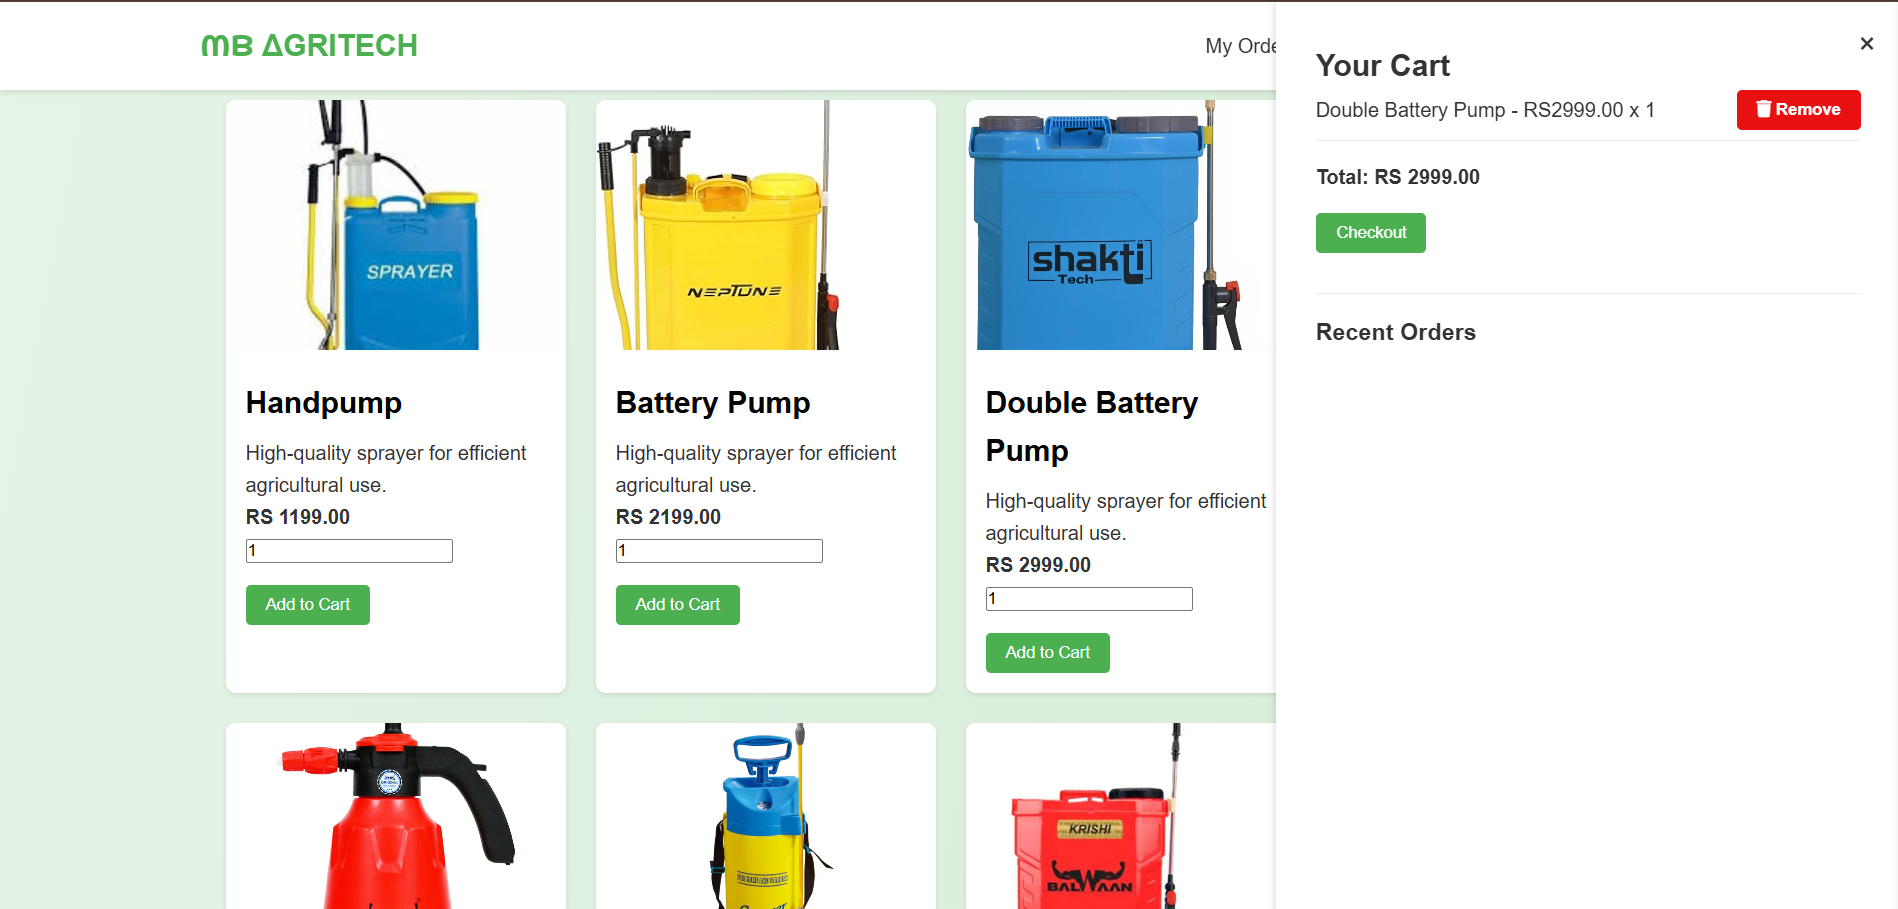 MB AGRITECH
My Orde
Your Cart
×
Double Battery Pump - RS2999.00 x 1
Remove
Total: RS 2999.00
Checkout
Recent Orders
SPRAYER
Handpump
High-quality sprayer for efficient
agricultural use.
RS 1199.00
1
Add to Cart
NEPTUNE
Battery Pump
High-quality sprayer for efficient
agricultural use.
RS 2199.00
1
Add to Cart
shakti
Tech
Double Battery
Pump
High-quality sprayer for efficient
agricultural use.
RS 2999.00
1
Add to Cart
KRISHI
BALWAAN